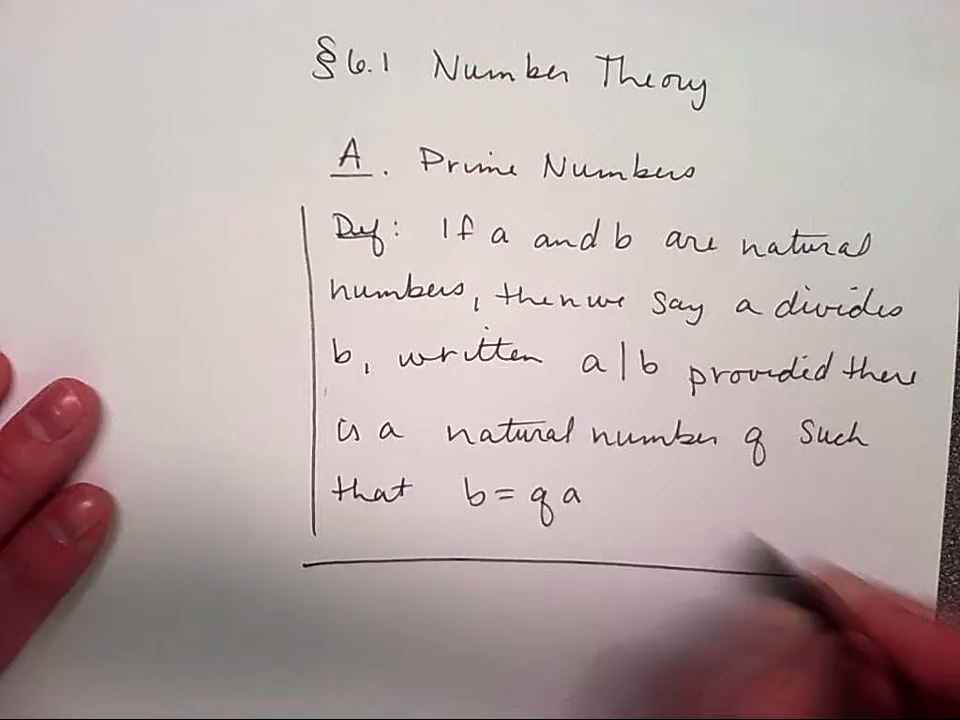 §6.1 Number Theory
A. Prime Numbers
Def: If a and b are natural
numbers, then we say a divides
b, written a|b provided there
is a natural number q such
that b = qa